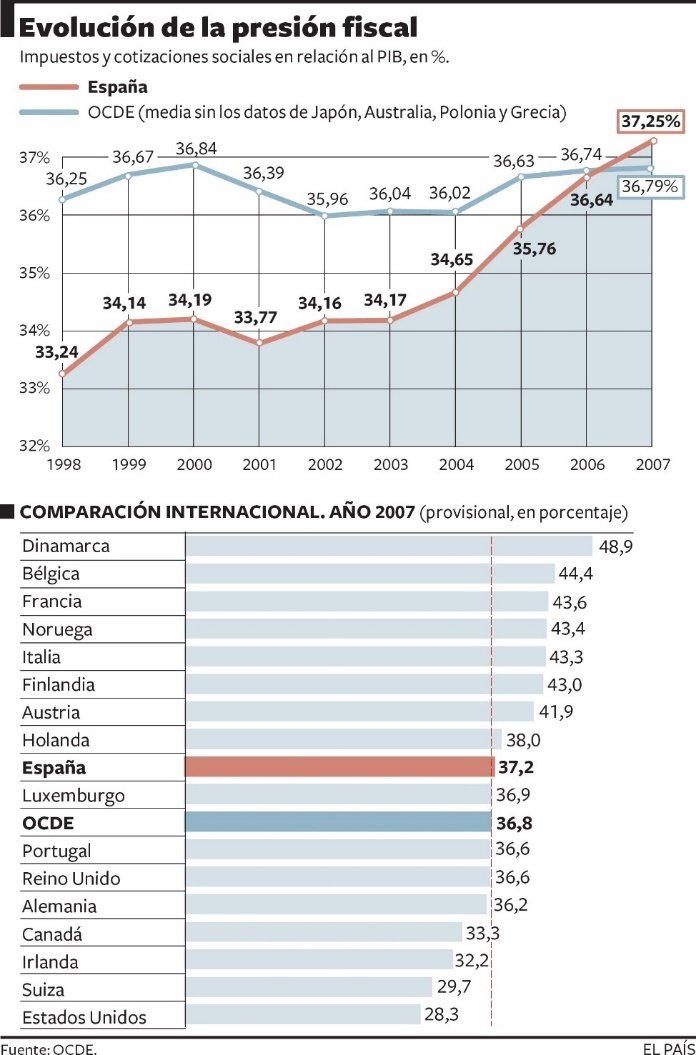 Evolución de la presión fiscal
Impuestos y cotizaciones sociales en relación al PIB, en %.
España
OCDE (media sin los datos de Japón, Australia, Polonia y Grecia)
37,25%
37%
36,25
36,67
36,84
36,39
35,96
36,04
36,02
36,63
36,74
36,79%
36%
36,64
35%
34,65
35,76
34%
33,24
34,14
34,19
33,77
34,16
34,17
33%
32%
1998 1999 2000 2001 2002 2003 2004 2005 2006 2007
COMPARACIÓN INTERNACIONAL. AÑO 2007 (provisional, en porcentaje)
Dinamarca 48,9
Bélgica 44,4
Francia 43,6
Noruega 43,4
Italia 43,3
Finlandia 43,0
Austria 41,9
Holanda 38,0
España 37,2
Luxemburgo 36,9
OCDE 36,8
Portugal 36,6
Reino Unido 36,6
Alemania 36,2
Canadá 33,3
Irlanda 32,2
Suiza 29,7
Estados Unidos 28,3
Fuente: OCDE. EL PAÍS